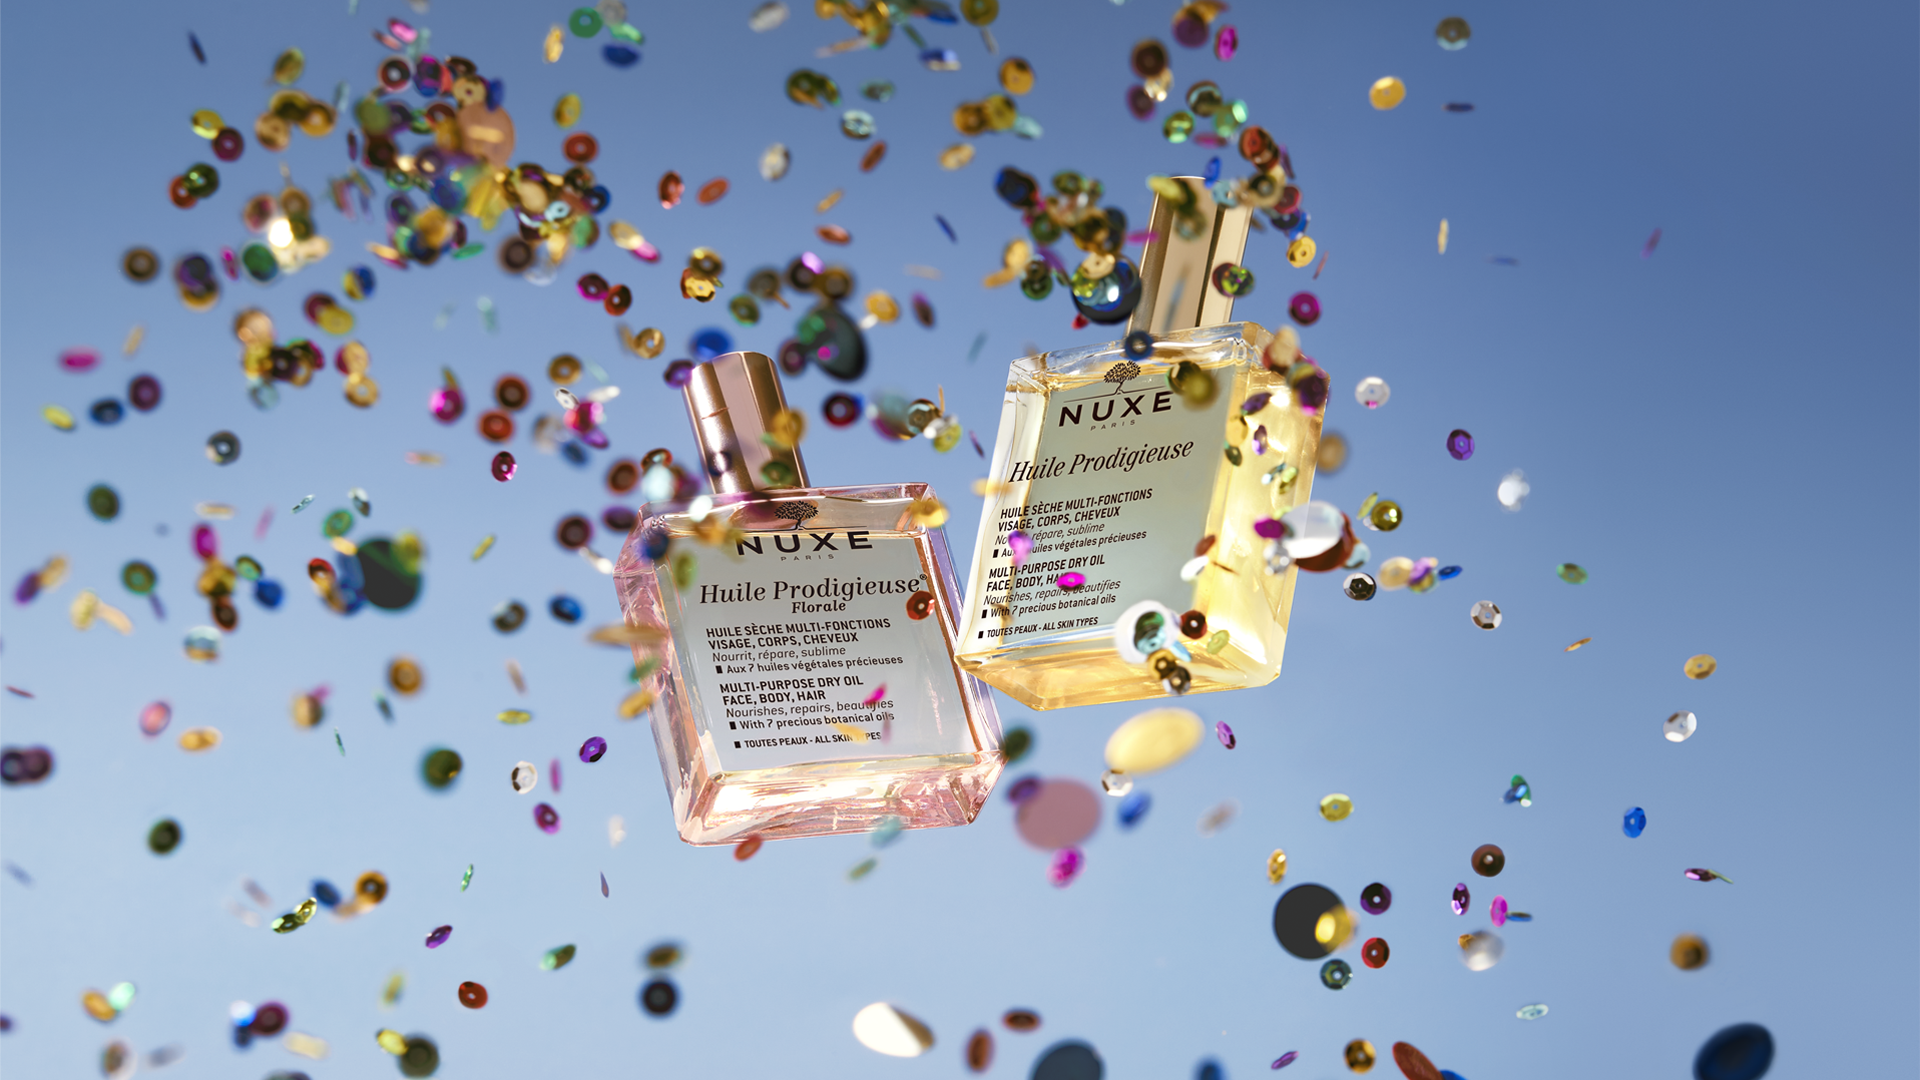 NUXE
PARIS
Huile Prodigieuse®
Florale
HUILE SÈCHE MULTI-FONCTIONS
VISAGE, CORPS, CHEVEUX
Nourrit, répare, sublime
Aux 7 huiles végétales précieuses
MULTI-PURPOSE DRY OIL
FACE, BODY, HAIR
Nourishes, repairs, beautifies
With 7 precious botanical oils
TOUTES PEAUX - ALL SKIN TYPES
NUXE
PARIS
Huile Prodigieuse
HUILE SÈCHE MULTI-FONCTIONS
VISAGE, CORPS, CHEVEUX
répare, sublime
huiles végétales précieuses
MULTI-PURPOSE DRY OIL
FACE, BODY,
Nourishes, repairs, beautifies
With 7 precious botanical oils
TOUTES PEAUX - ALL SKIN TYPES